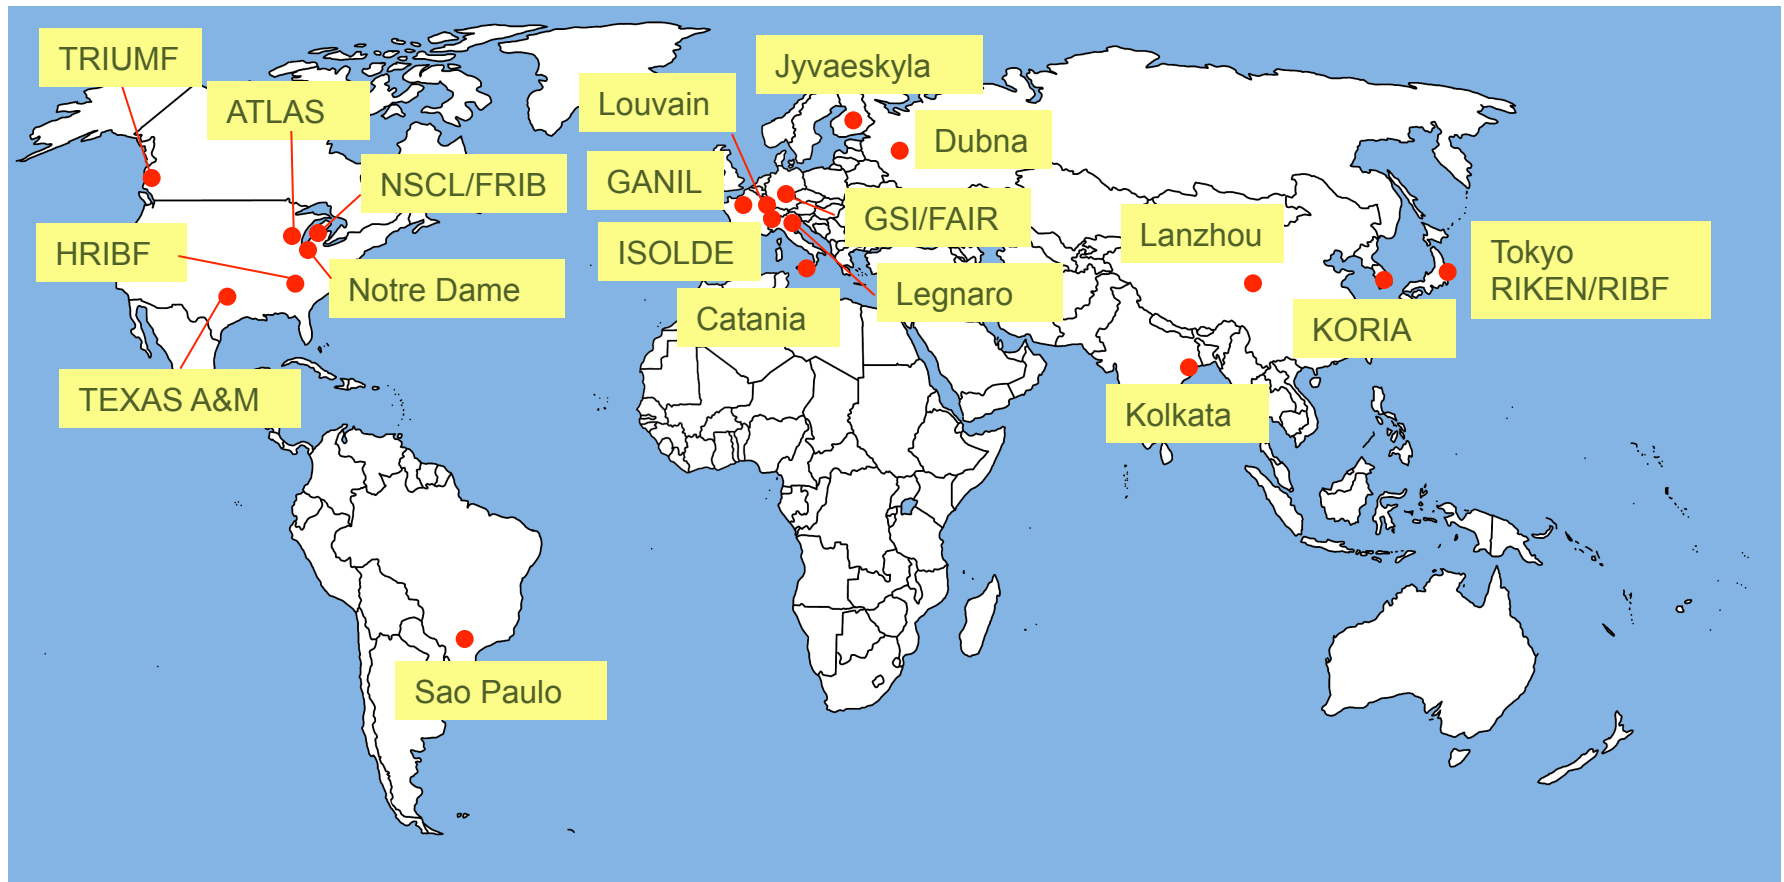 TRIUMF
ATLAS
NSCL/FRIB
HRIBF
Notre Dame
TEXAS A&M
Sao Paulo
Jyvaeskyla
Louvain
Dubna
GANIL
GSI/FAIR
ISOLDE
Legnaro
Catania
Lanzhou
Tokyo
RIKEN/RIBF
KORIA
Kolkata